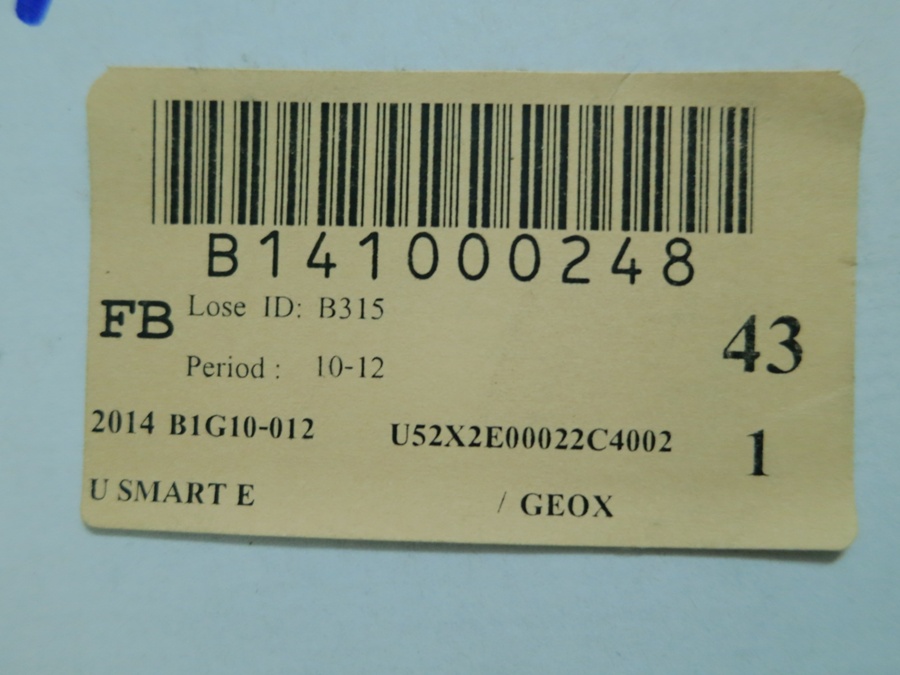 B141000248
FB Lose ID: B315
43
Period : 10-12
2014 B1G10-012 U52X2E00022C4002 1
U SMART E / GEOX